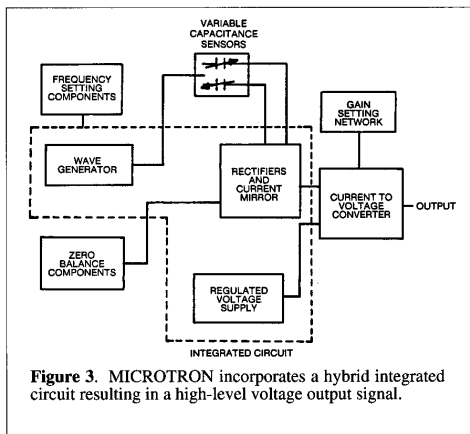 VARIABLE
CAPACITANCE
SENSORS
FREQUENCY
SETTING
COMPONENTS
GAIN
SETTING
NETWORK
WAVE
GENERATOR
RECTIFIERS
AND
CURRENT
MIRROR
CURRENT TO
VOLTAGE
CONVERTER
OUTPUT
ZERO
BALANCE
COMPONENTS
REGULATED
VOLTAGE
SUPPLY
INTEGRATED CIRCUIT
Figure 3. MICROTRON incorporates a hybrid integrated
circuit resulting in a high-level voltage output signal.